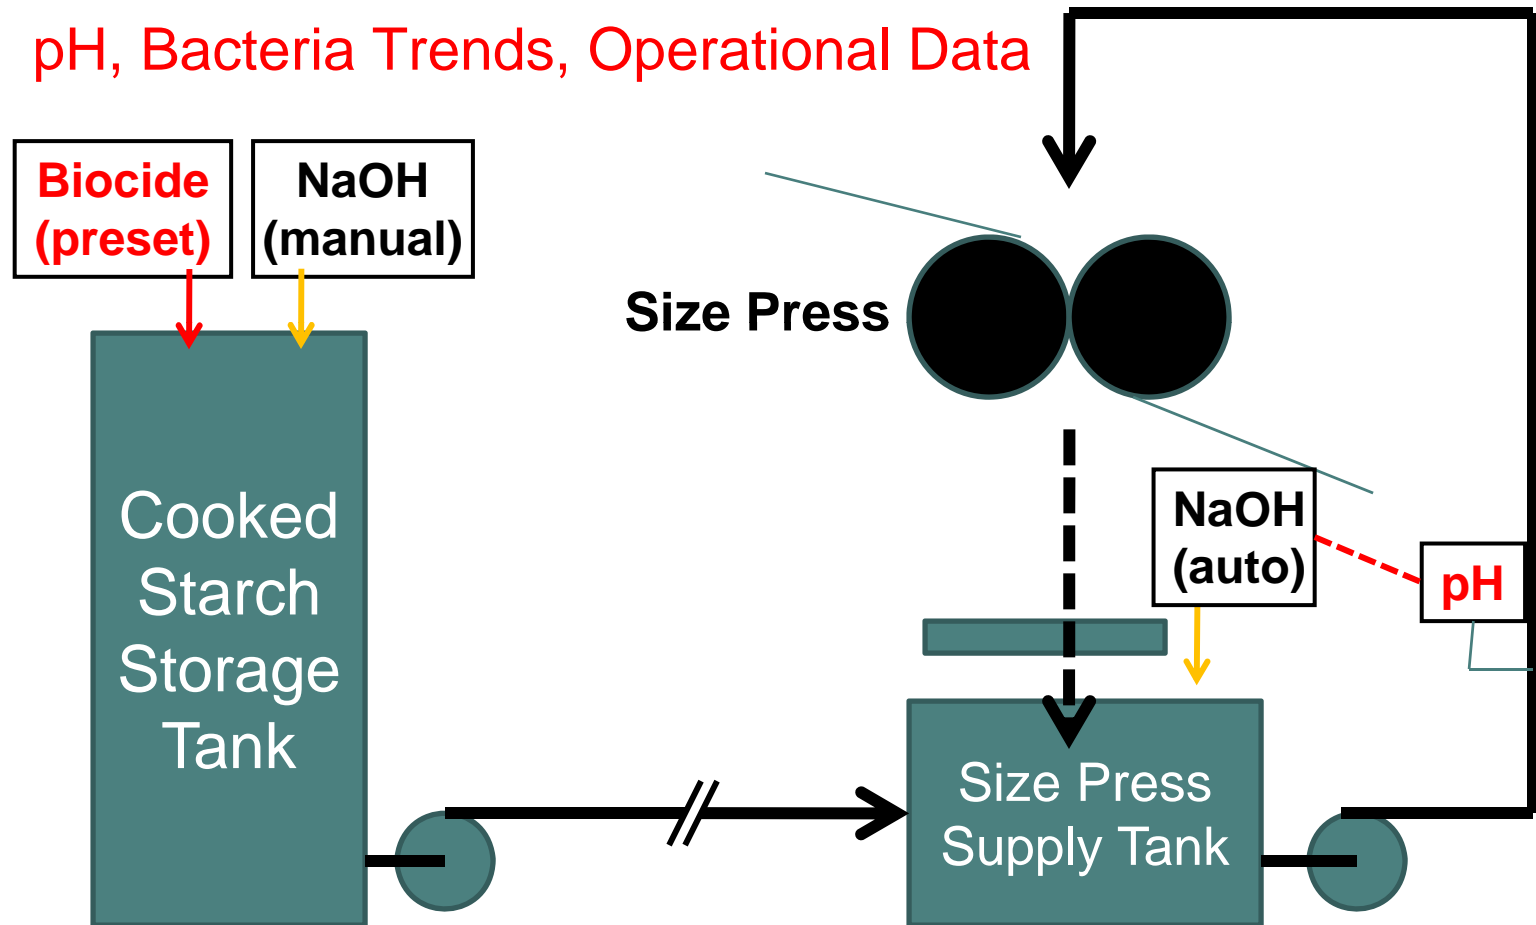 pH, Bacteria Trends, Operational Data
Biocide
(preset)
NaOH
(manual)
Size Press
Cooked
Starch
Storage
Tank
NaOH
(auto)
pH
Size Press
Supply Tank